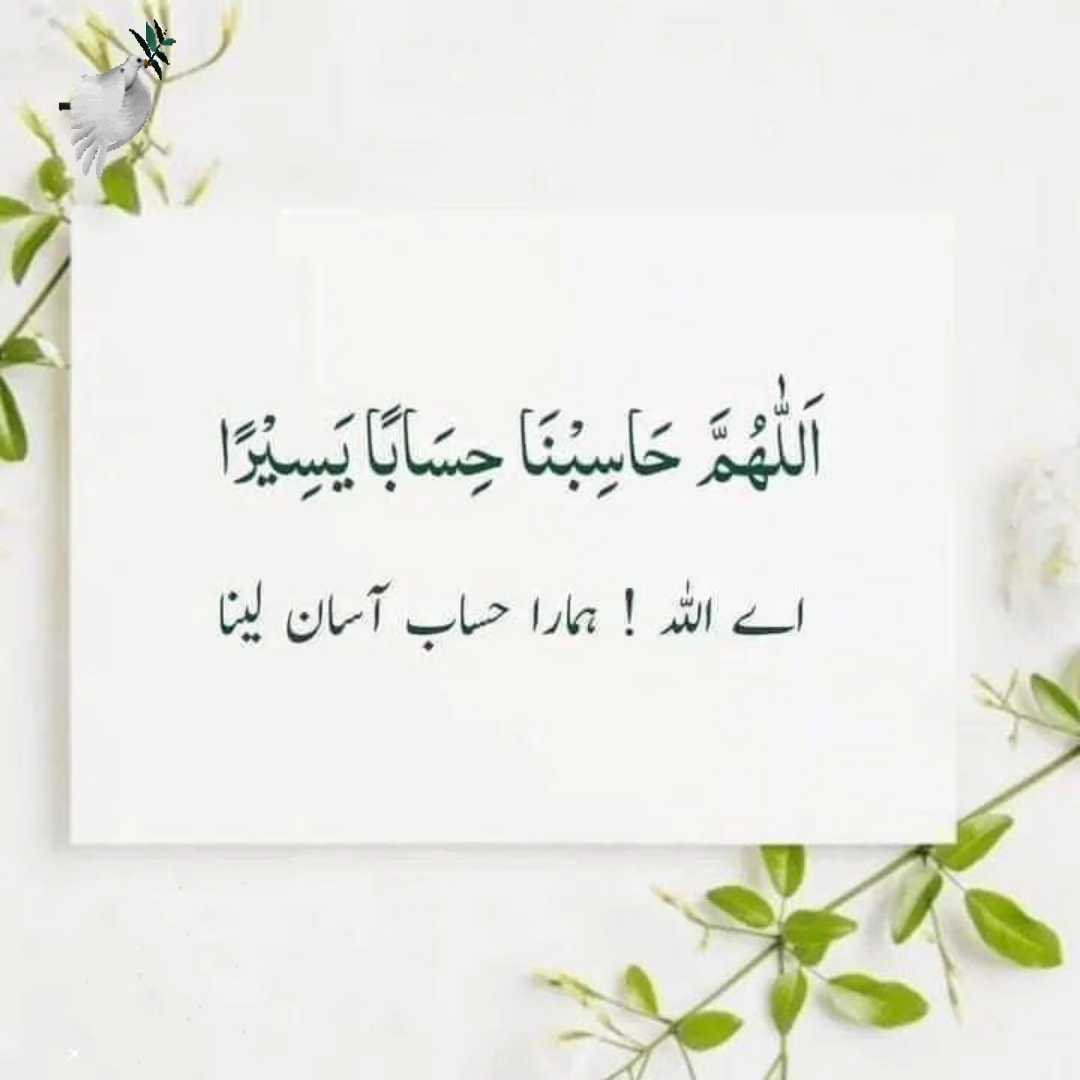 اَللّٰهُمَّ حَاسِبْنَا حِسَابًا يَسِيْرًا
اے اللہ ! ہمارا حساب آسان لینا